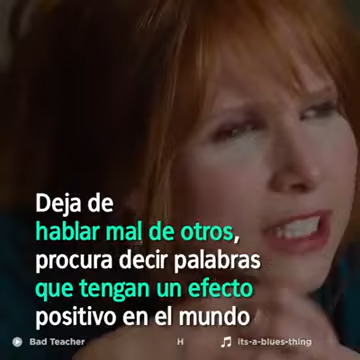 Deja de
hablar mal de otros,
procura decir palabras
que tengan un efecto
positivo en el mundo
Bad Teacher H its-a-blues-thing